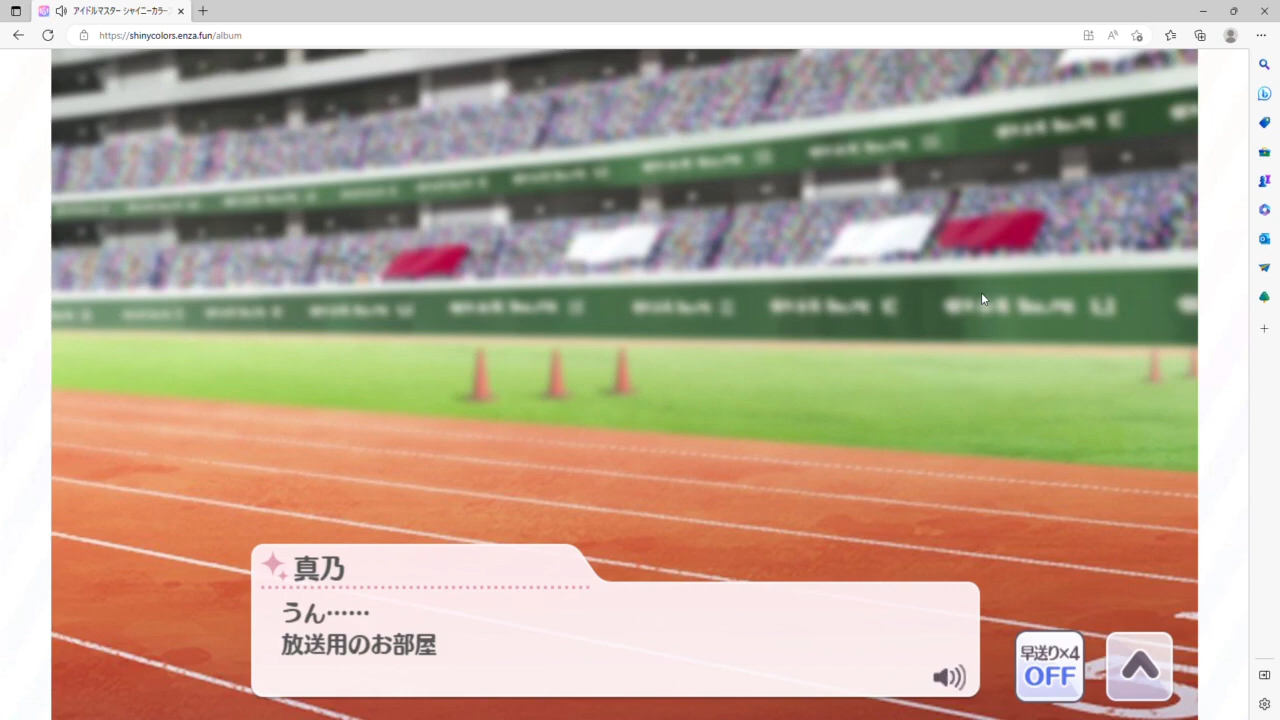 アイドルマスター シャイニーカラー
https://shinycolors.enza.fun/album
真乃
うん……
放送用のお部屋
早送り×4
OFF